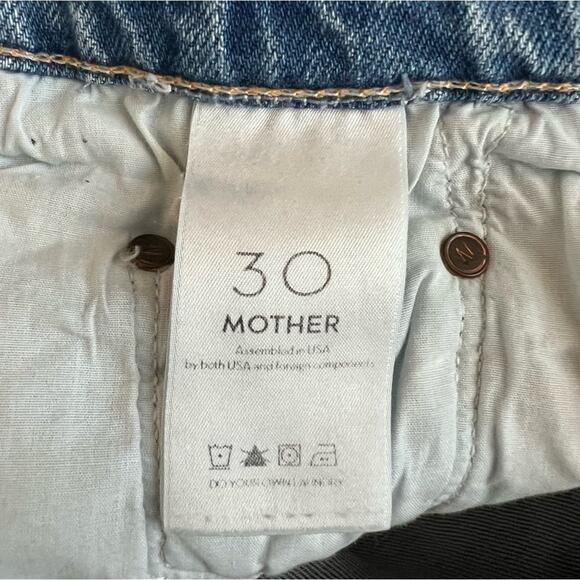 30
MOTHER
Assembled in USA
by both USA and foreign components
DO YOUR OWN LAUNDRY